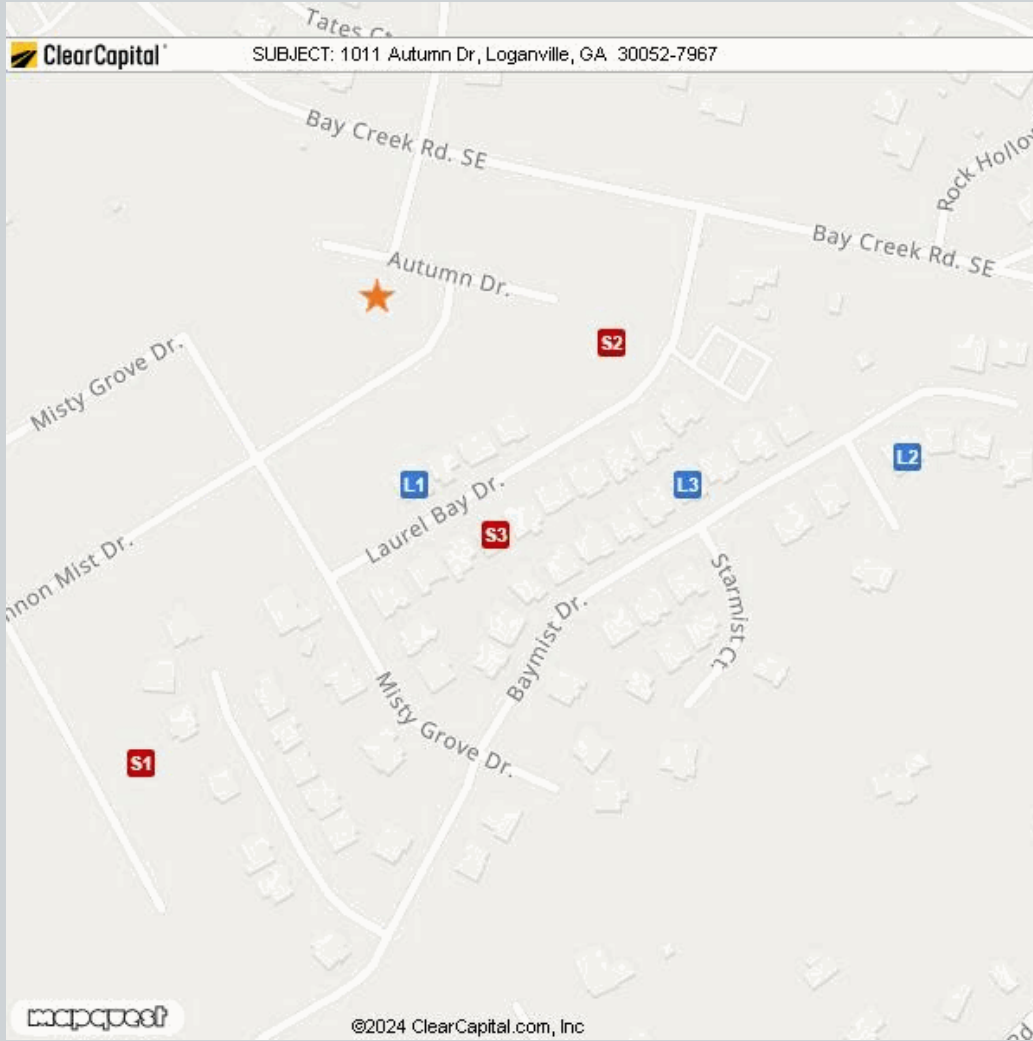 Tates
ClearCapital
SUBJECT: 1011 Autumn Dr, Loganville, GA 30052-7967
Bay Creek Rd. SE
Rock
Bay Creek Rd. SE
Autumn Dr.
S2
Misty Grove Dr.
L2
L1
L3
Laurel Bay Dr.
S3
Mist Dr.
Starmist Ct.
Baymist Dr.
Misty Grove Dr.
S1
mapquest
©2024 ClearCapital.com, Inc
Rd